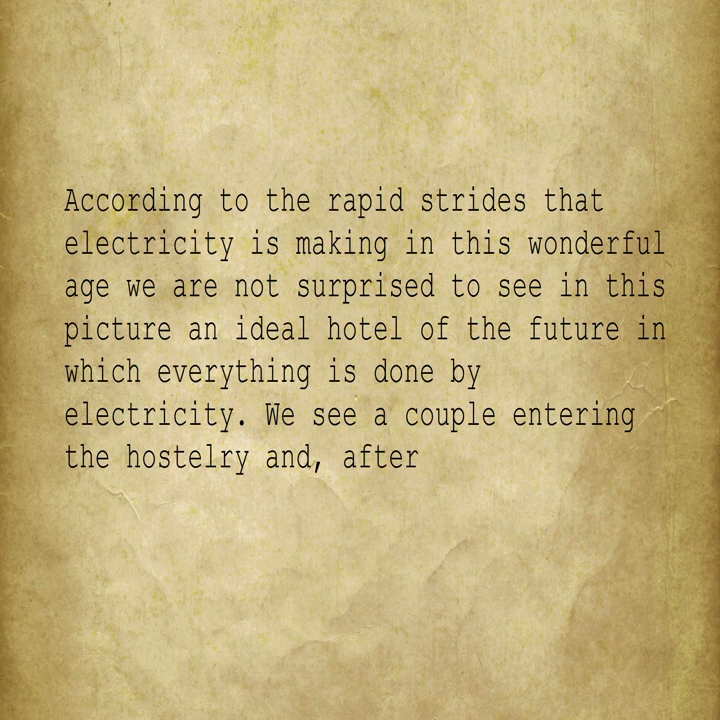 According to the rapid strides that
electricity is making in this wonderful
age we are not surprised to see in this
picture an ideal hotel of the future in
which everything is done by
electricity. We see a couple entering
the hostelry and, after